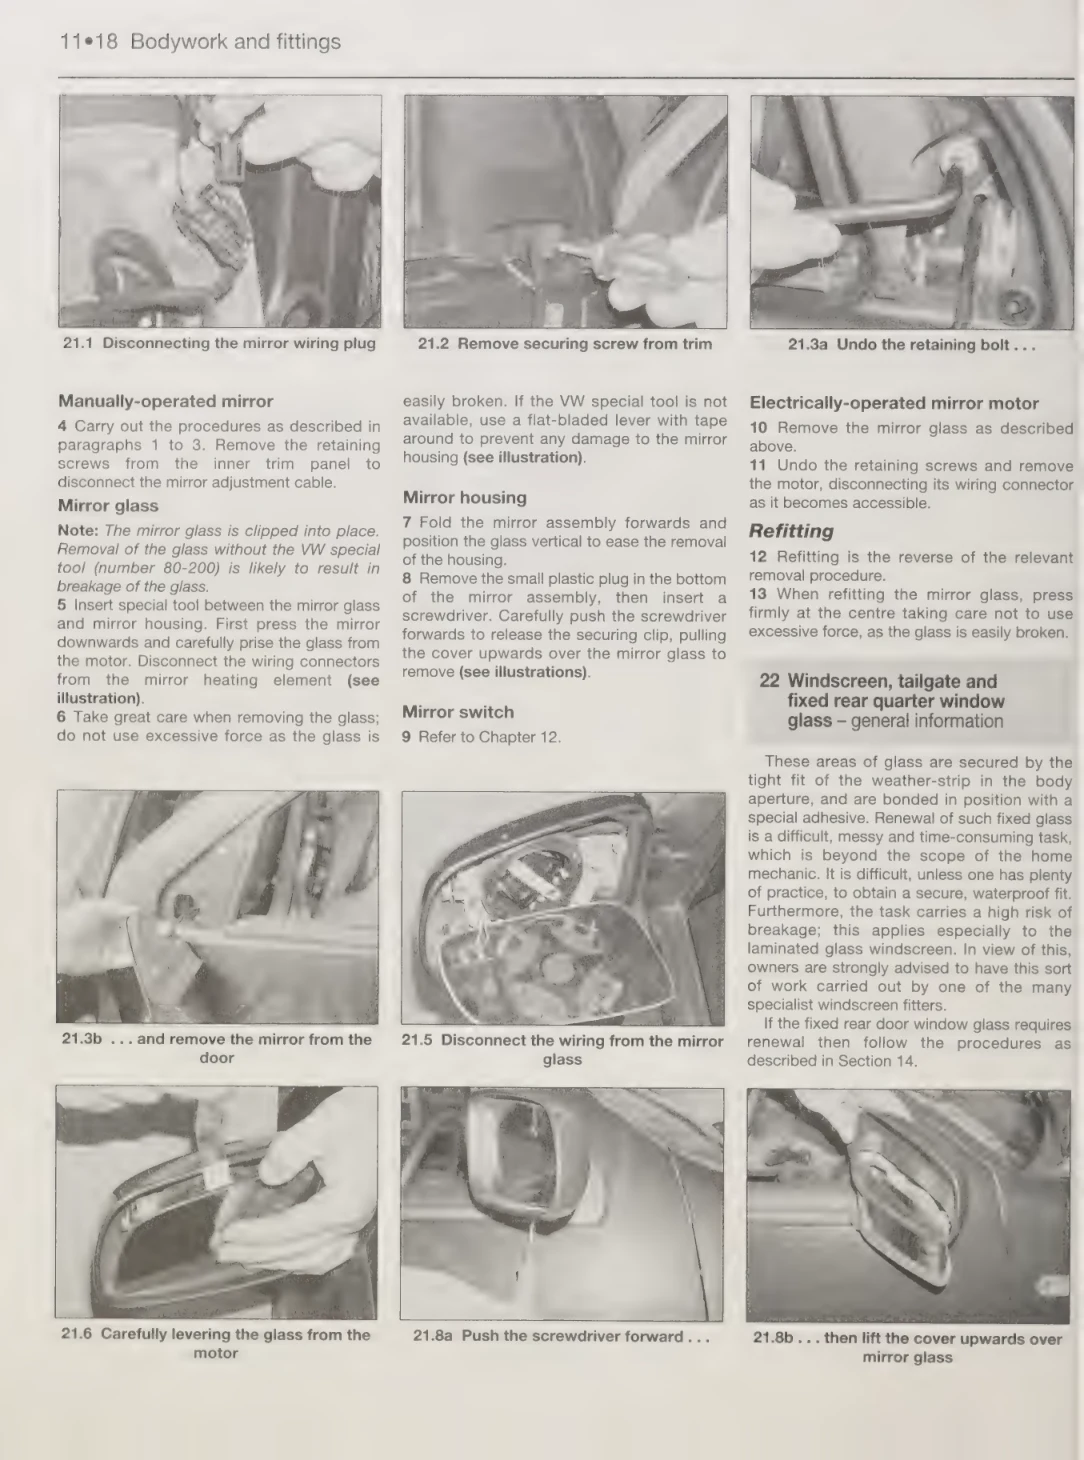 11•18 Bodywork and fittings
21.1 Disconnecting the mirror wiring plug
21.2 Remove securing screw from trim
21.3a Undo the retaining bolt . . .
Manually-operated mirror
4 Carry out the procedures as described in
paragraphs 1 to 3. Remove the retaining
screws from the inner trim panel to
disconnect the mirror adjustment cable.
Mirror glass
Note: The mirror glass is clipped into place.
Removal of the glass without the VW special
tool (number 80-200) is likely to result in
breakage of the glass.
5 Insert special tool between the mirror glass
and mirror housing. First press the mirror
downwards and carefully prise the glass from
the motor. Disconnect the wiring connectors
from the mirror heating element (see
illustration).
6 Take great care when removing the glass;
do not use excessive force as the glass is
easily broken. If the VW special tool is not
available, use a flat-bladed lever with tape
around to prevent any damage to the mirror
housing (see illustration).
Mirror housing
7 Fold the mirror assembly forwards and
position the glass vertical to ease the removal
of the housing.
8 Remove the small plastic plug in the bottom
of the mirror assembly, then insert a
screwdriver. Carefully push the screwdriver
forwards to release the securing clip, pulling
the cover upwards over the mirror glass to
remove (see illustrations).
Mirror switch
9 Refer to Chapter 12.
Electrically-operated mirror motor
10 Remove the mirror glass as described
above.
11 Undo the retaining screws and remove
the motor, disconnecting its wiring connector
as it becomes accessible.
Refitting
12 Refitting is the reverse of the relevant
removal procedure.
13 When refitting the mirror glass, press
firmly at the centre taking care not to use
excessive force, as the glass is easily broken.
22 Windscreen, tailgate and
fixed rear quarter window
glass – general information
These areas of glass are secured by the
tight fit of the weather-strip in the body
aperture, and are bonded in position with a
special adhesive. Renewal of such fixed glass
is a difficult, messy and time-consuming task,
which is beyond the scope of the home
mechanic. It is difficult, unless one has plenty
of practice, to obtain a secure, waterproof fit.
Furthermore, the task carries a high risk of
breakage; this applies especially to the
laminated glass windscreen. In view of this,
owners are strongly advised to have this sort
of work carried out by one of the many
specialist windscreen fitters.
If the fixed rear door window glass requires
renewal then follow the procedures as
described in Section 14.
21.3b . . . and remove the mirror from the
door
21.5 Disconnect the wiring from the mirror
glass
21.6 Carefully levering the glass from the
motor
21.8a Push the screwdriver forward . . .
21.8b . . . then lift the cover upwards over
mirror glass